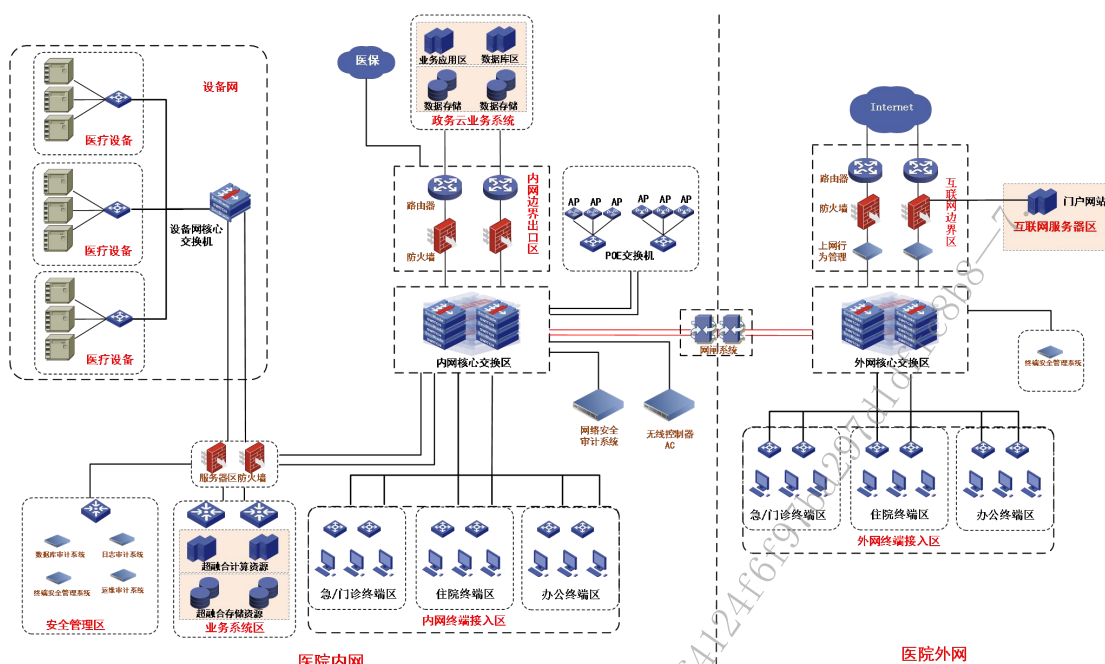 设备网
医疗设备
医疗设备
医疗设备
设备网核心
交换机
医保
业务应用区
数据库区
数据存储
数据存储
政务云业务系统
路由器
防火墙
内网边界出口区
AP
AP
AP
AP
AP
AP
POE交换机
内网核心交换区
网络安全
审计系统
无线控制器
AC
网闸系统
Internet
路由器
防火墙
上网行
为管理
互联网边界区
门户网站
互联网服务器区
外网核心交换区
终端安全管理系统
服务器区防火墙
数据库审计系统
日志审计系统
终端安全管理系统
运维审计系统
安全管理区
超融合计算资源
超融合存储资源
业务系统区
急/门诊终端区
住院终端区
办公终端区
内网终端接入区
急/门诊终端区
住院终端区
办公终端区
外网终端接入区
医院内网
医院外网